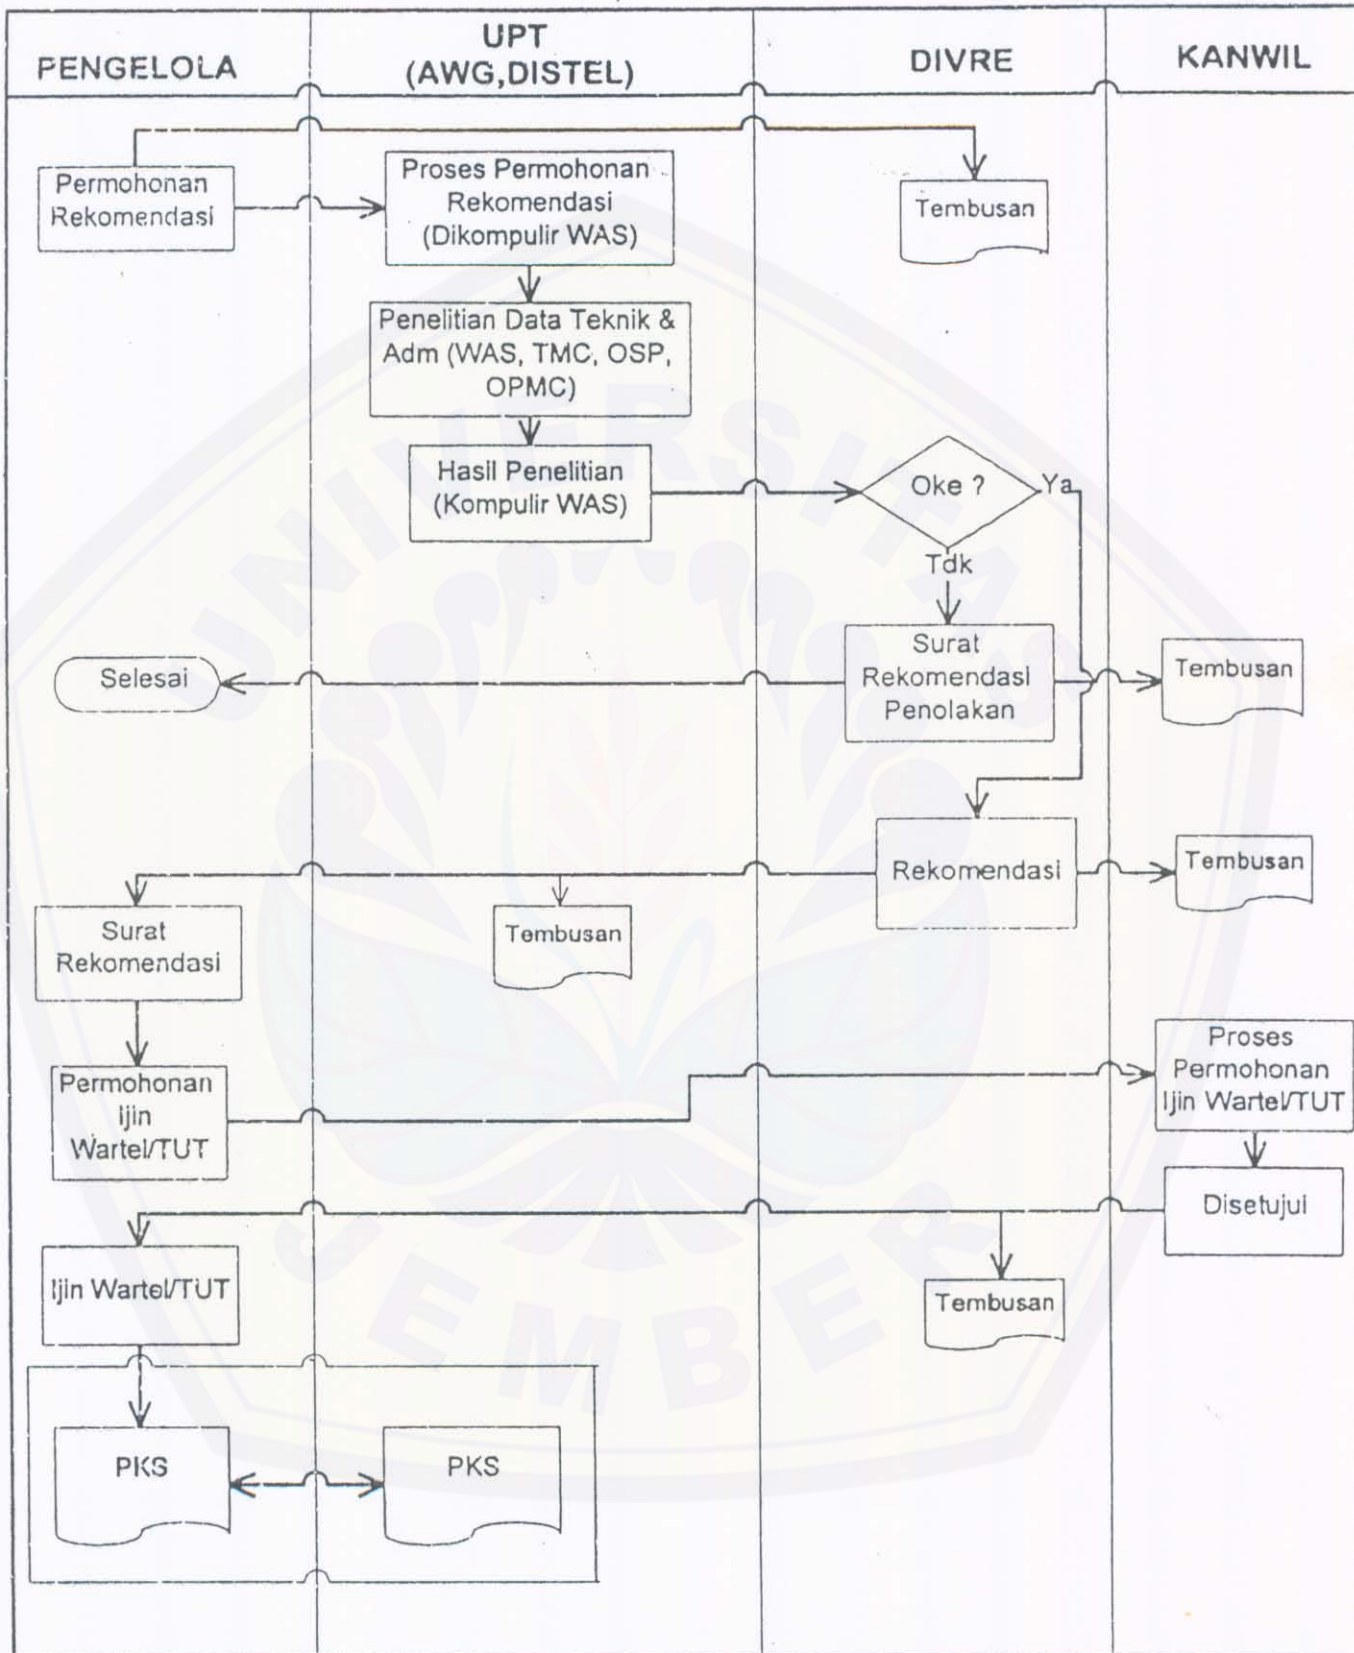 PENGELOLA
UPT
(AWG,DISTEL)
DIVRE
KANWIL
Permohonan
Rekomendasi
Proses Permohonan
Rekomendasi
(Dikompulir WAS)
Tembusan
Penelitian Data Teknik &
Adm (WAS, TMC, OSP,
OPMC)
Hasil Penelitian
(Kompulir WAS)
Oke ?
Ya
Tdk
Selesai
Surat
Rekomendasi
Penolakan
Tembusan
Rekomendasi
Tembusan
Surat
Rekomendasi
Tembusan
Permohonan
Ijin
Wartel/TUT
Proses
Permohonan
Ijin Wartel/TUT
Disetujui
Ijin Wartel/TUT
Tembusan
PKS
PKS
UNIVERSITAS
JEMBER